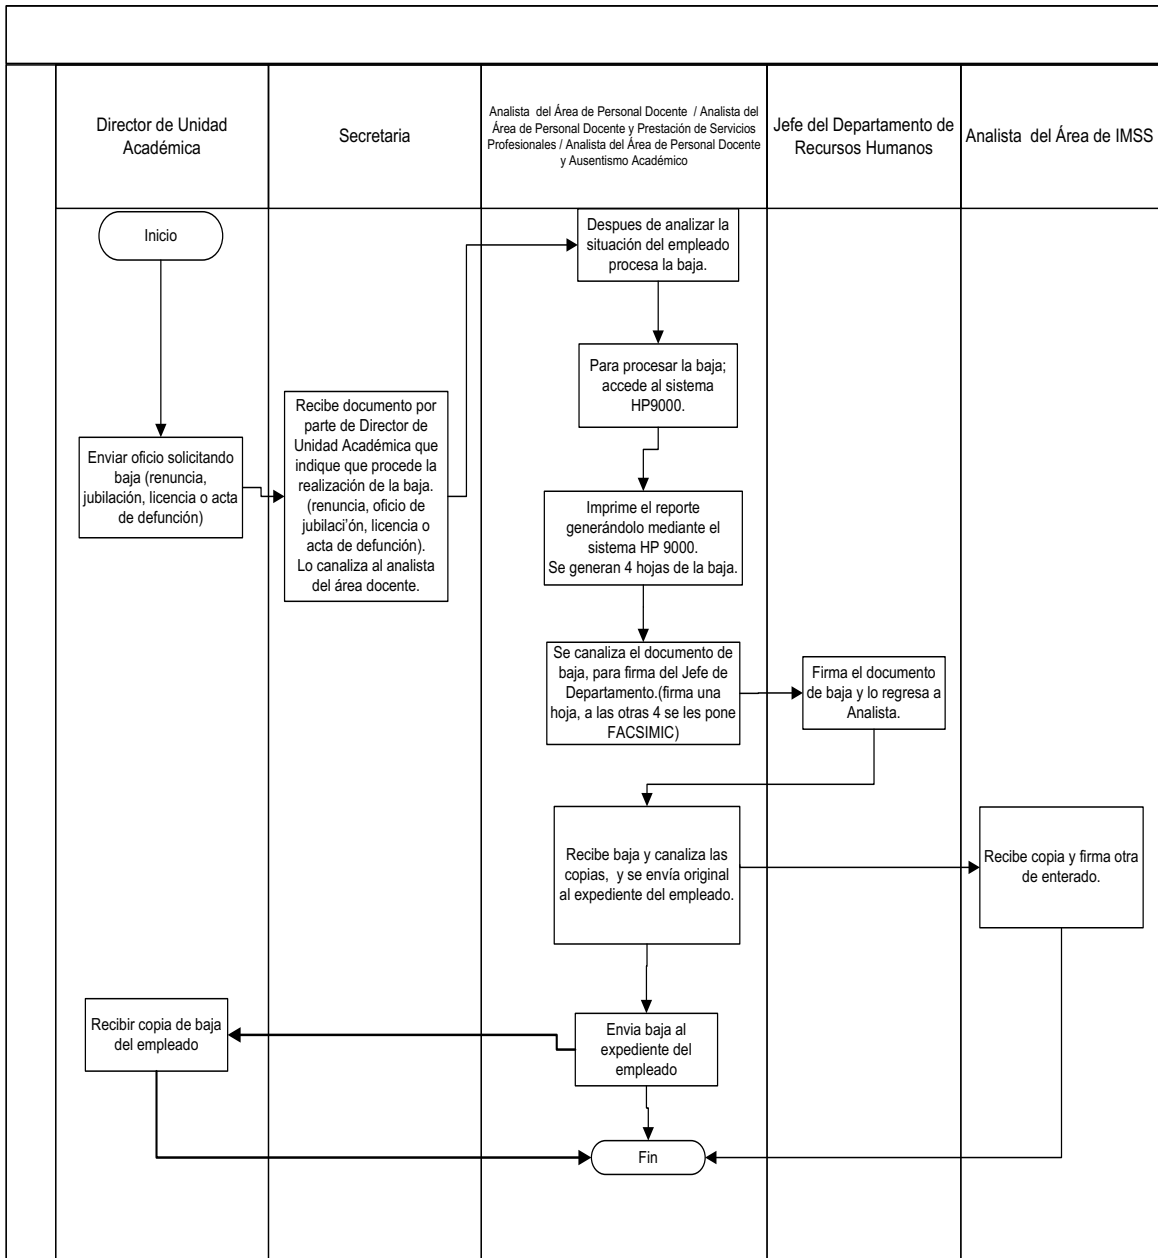 Director de Unidad
Académica
Secretaria
Analista  del Área de Personal Docente  / Analista del
Área de Personal Docente y Prestación de Servicios
Profesionales / Analista del Área de Personal Docente
y Ausentismo Académico
Jefe del Departamento de
Recursos Humanos
Analista  del Área de IMSS
Inicio
Despues de analizar la
situación del empleado
procesa la baja.
Para procesar la baja;
accede al sistema
HP9000.
Enviar oficio solicitando
baja (renuncia,
jubilación, licencia o acta
de defunción)
Recibe documento por
parte de Director de
Unidad Académica que
indique que procede la
realización de la baja.
(renuncia, oficio de
jubilaci'ón, licencia o
acta de defunción).
Lo canaliza al analista
del área docente.
Imprime el reporte
generándolo mediante el
sistema HP 9000.
Se generan 4 hojas de la baja.
Se canaliza el documento de
baja, para firma del Jefe de
Departamento.(firma una
hoja, a las otras 4 se les pone
FACSIMIC)
Firma el documento
de baja y lo regresa a
Analista.
Recibe baja y canaliza las
copias,  y se envía original
al expediente del empleado.
Recibe copia y firma otra
de enterado.
Recibir copia de baja
del empleado
Envia baja al
expediente del
empleado
Fin